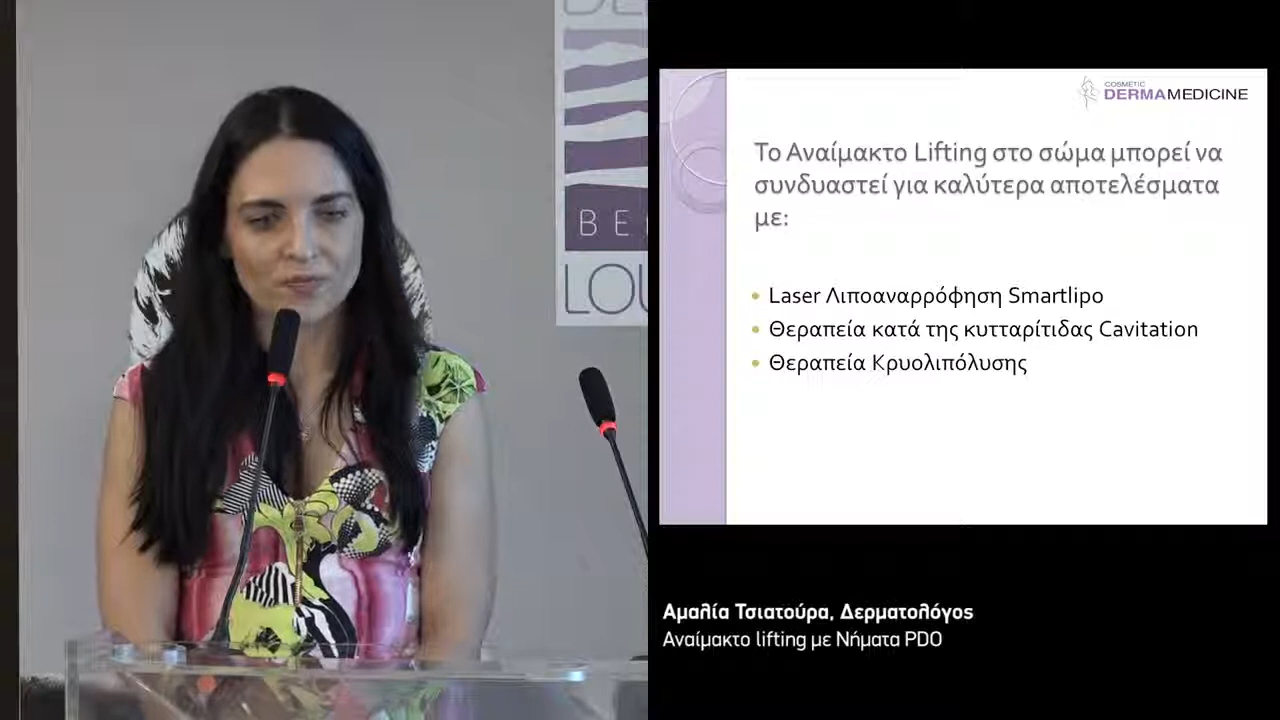 BE
LOU
COSMETIC
DERMAMEDICINE
Το Αναίμακτο Lifting στο σώμα μπορεί να
συνδυαστεί για καλύτερα αποτελέσματα
με:
Laser Λιποαναρρόφηση Smartlipo
Θεραπεία κατά της κυτταρίτιδας Cavitation
Θεραπεία Κρυολιπόλυσης
Αμαλία Τσιατούρα, Δερματολόγος
Αναίμακτο lifting με Νήματα PDO